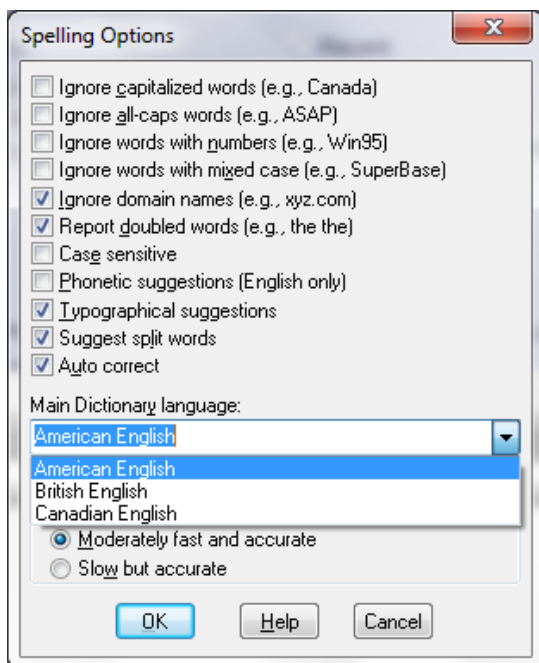 Spelling Options
Ignore capitalized words (e.g., Canada)
Ignore all-caps words (e.g., ASAP)
Ignore words with numbers (e.g., Win95)
Ignore words with mixed case (e.g., SuperBase)
Ignore domain names (e.g., xyz.com)
Report doubled words (e.g., the the)
Case sensitive
Phonetic suggestions (English only)
Typographical suggestions
Suggest split words
Auto correct
Main Dictionary language:
American English
American English
British English
Canadian English
Moderately fast and accurate
Slow but accurate
OK Help Cancel